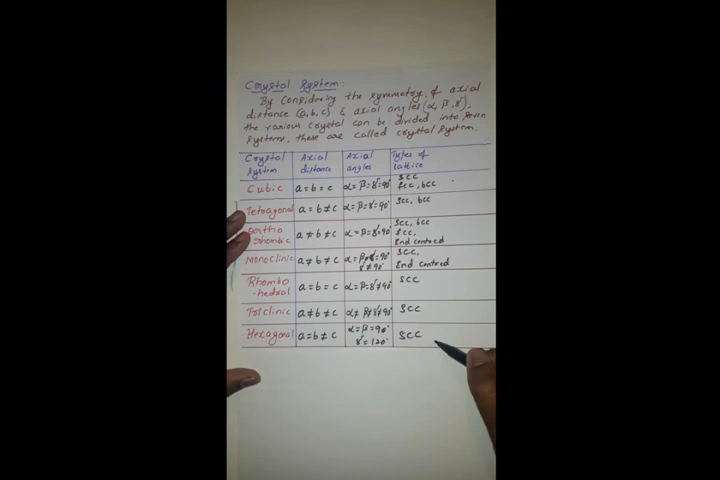 Crystal System:
By Considering the symmetry of axial
distance (a, b, c) & axial angles (α, β, γ),
the various crystal can be divided into seven
systems, these are called crystal system.
Crystal system | Axial distance | Axial angles | Types of lattice
Cubic | a = b = c | α = β = γ = 90° | SCC FCC, BCC
Tetragonal | a = b ≠ c | α = β = γ = 90° | SCC, bcc
Ortho rhombic | a ≠ b ≠ c | α = β = γ = 90° | SCC, bcc FCC, End centred
Monoclinic | a ≠ b ≠ c | α = β = 90° γ ≠ 90° | SCC, End centred
Rhombo -hedral | a = b = c | α = β = γ ≠ 90° | SCC
Triclinic | a ≠ b ≠ c | α ≠ β ≠ γ ≠ 90° | SCC
Hexagonal | a = b ≠ c | α = β = 90° γ = 120° | SCC